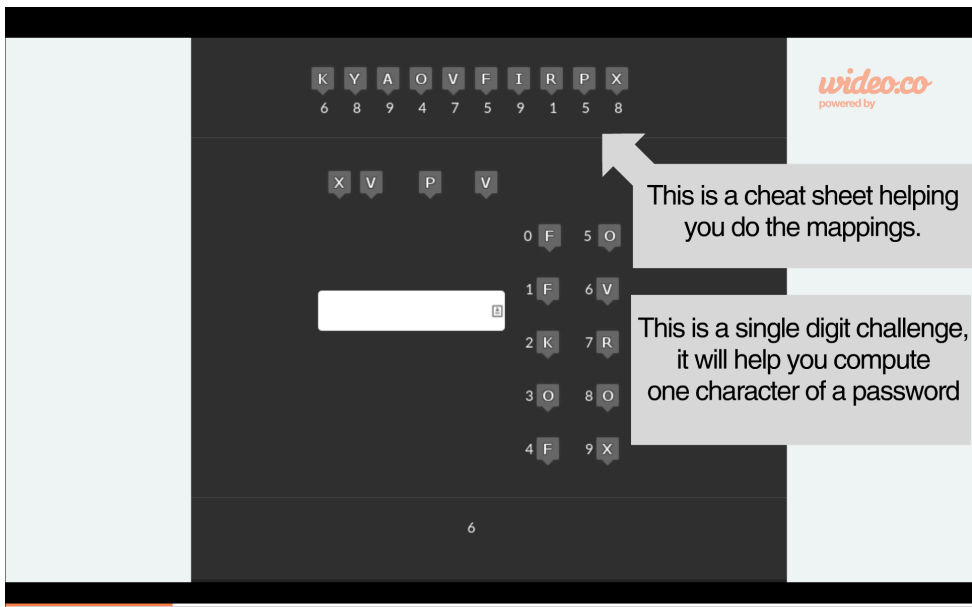 K Y A O V F I R P X
6 8 9 4 7 5 9 1 5 8
wideo.co
powered by
X V P V
This is a cheat sheet helping
you do the mappings.
0 F 5 O
1 F 6 V
2 K 7 R
3 O 8 O
4 F 9 X
This is a single digit challenge,
it will help you compute
one character of a password
6